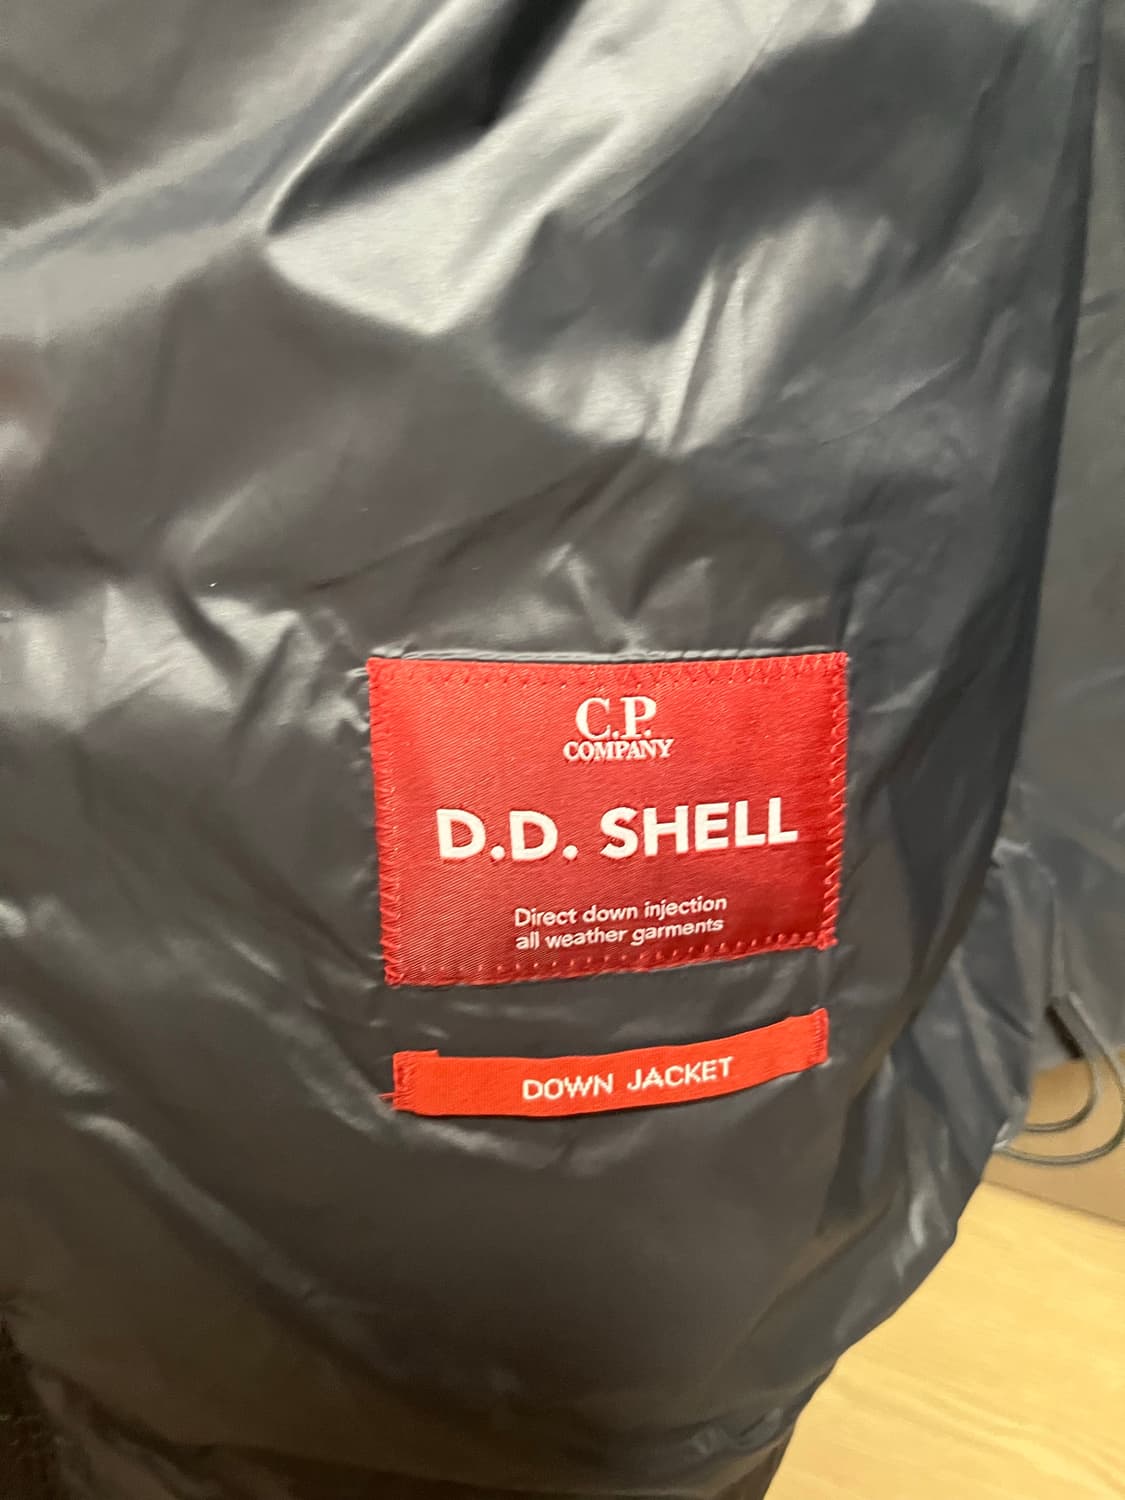 C.P.
COMPANY
D.D. SHELL
Direct down injection
all weather garments
DOWN JACKET